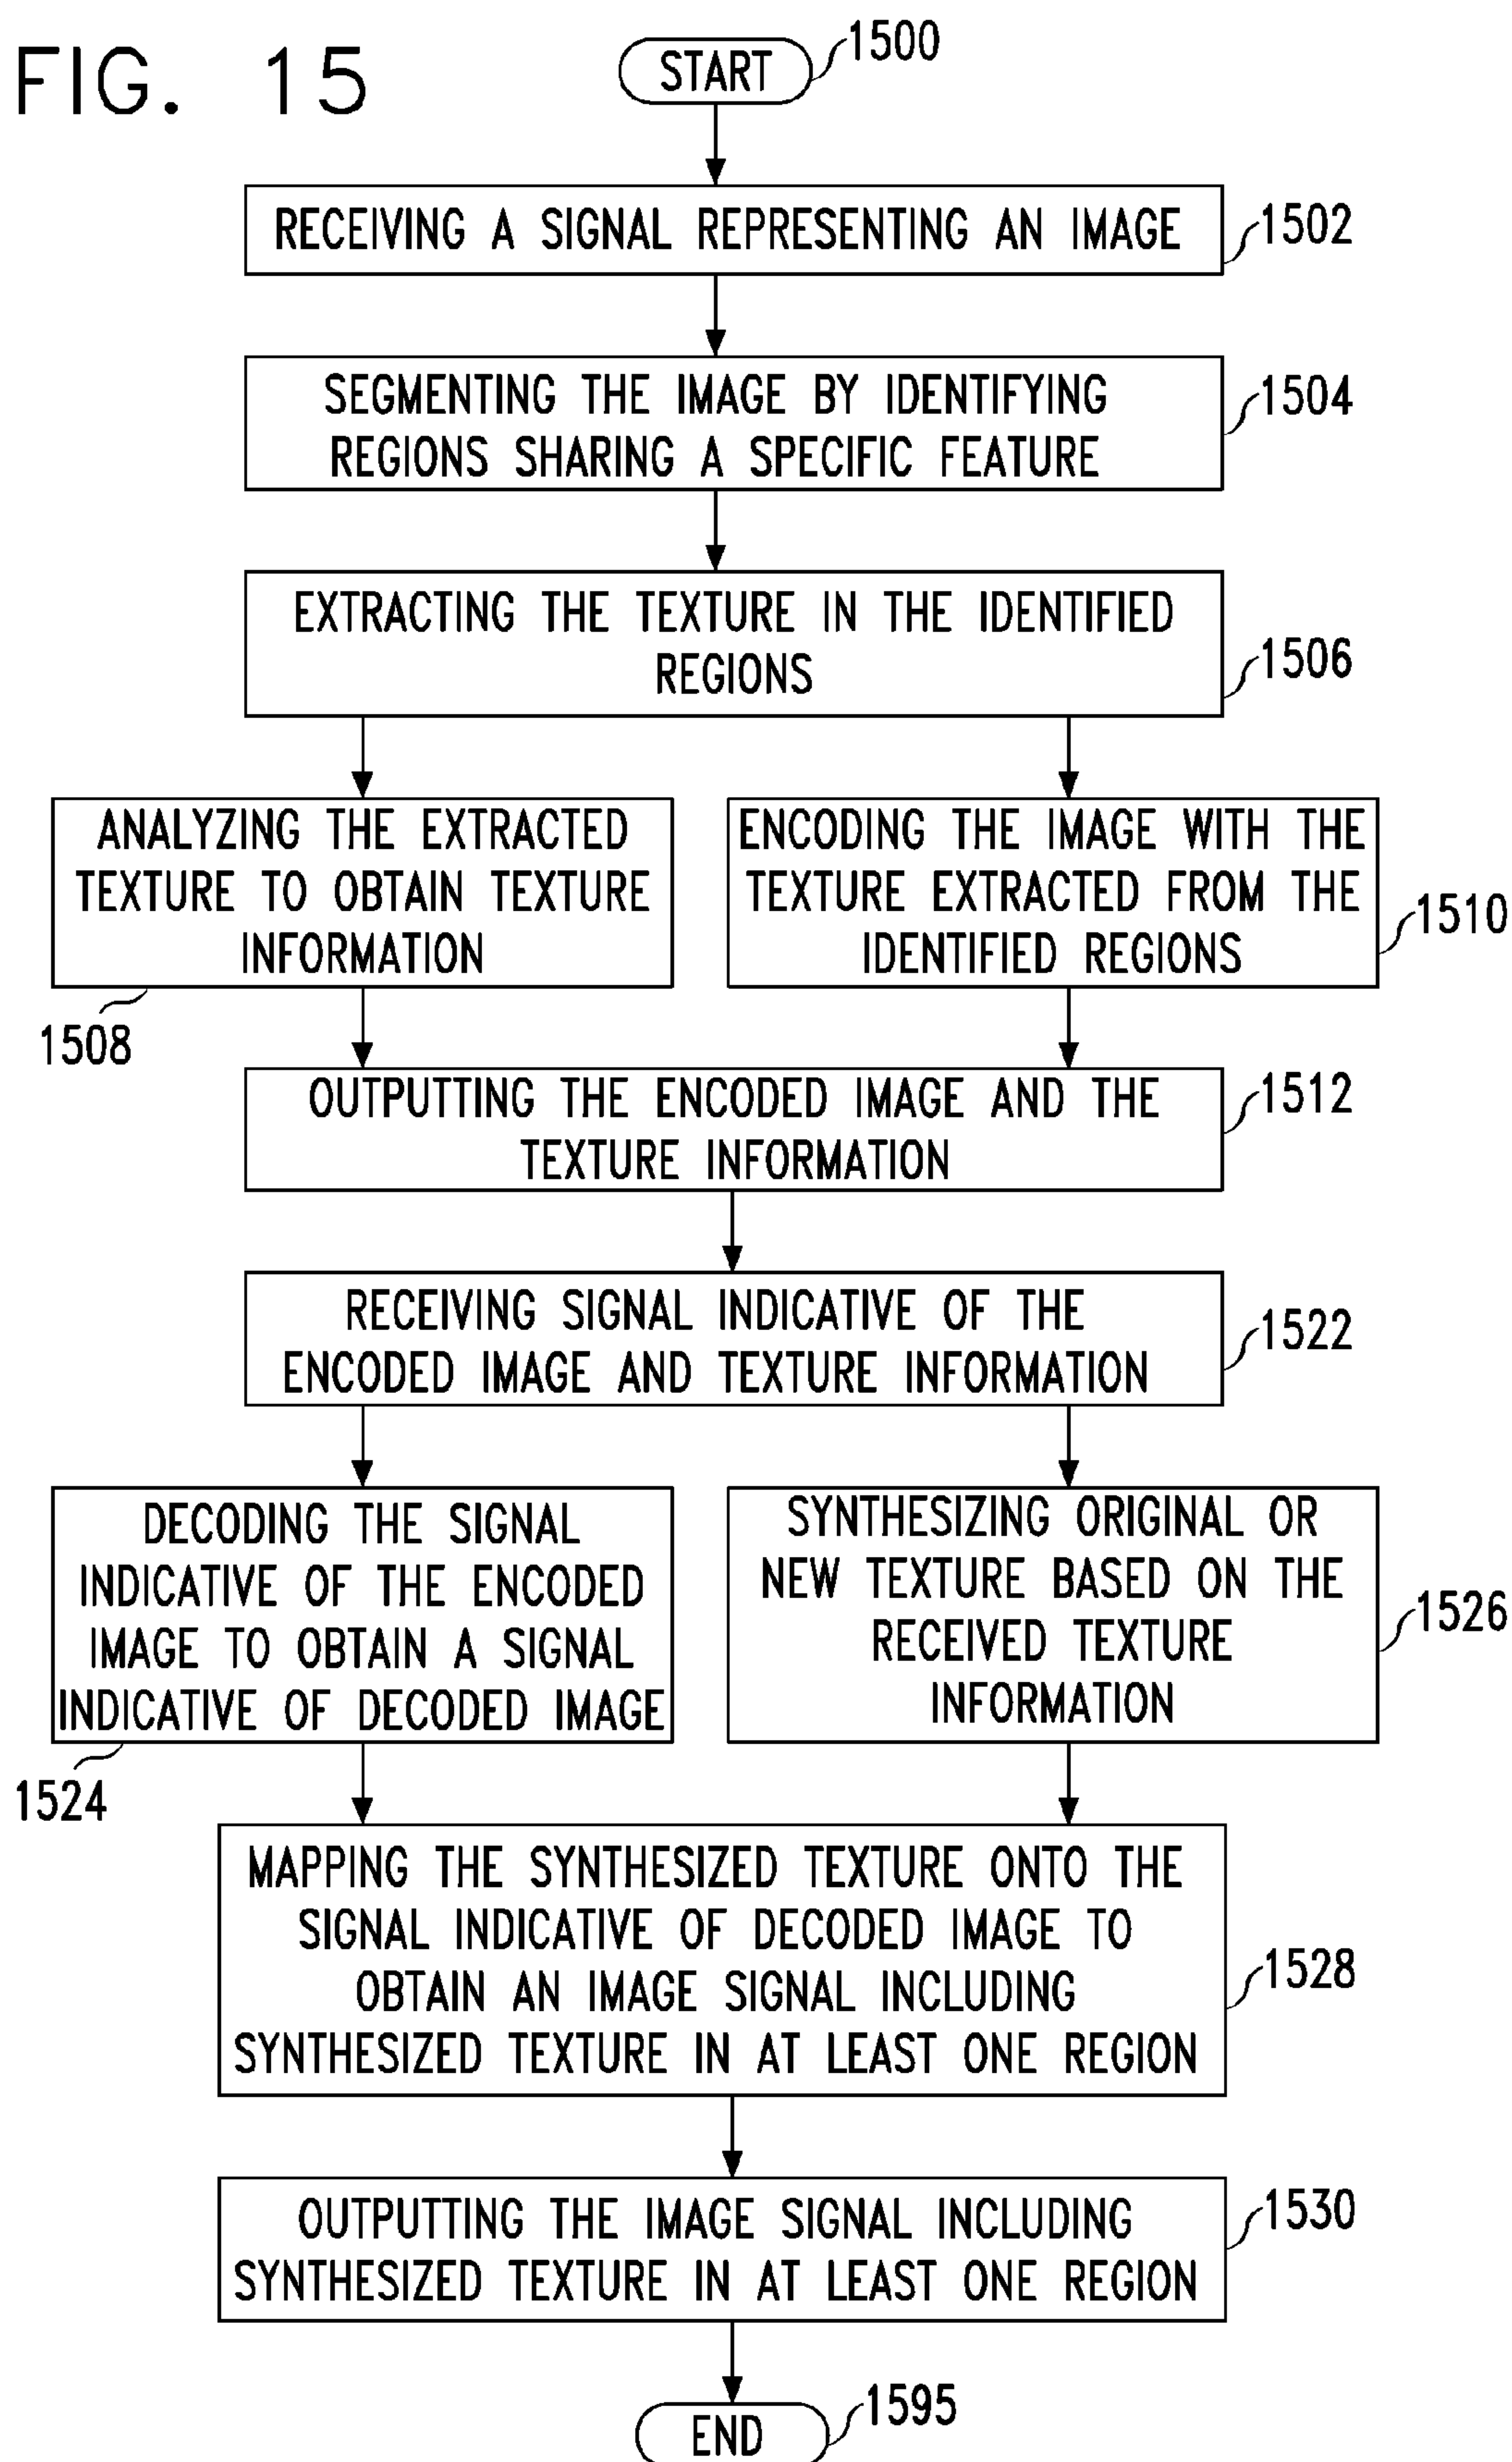 FIG. 15
START
1500
RECEIVING A SIGNAL REPRESENTING AN IMAGE
1502
SEGMENTING THE IMAGE BY IDENTIFYING
REGIONS SHARING A SPECIFIC FEATURE
1504
EXTRACTING THE TEXTURE IN THE IDENTIFIED
REGIONS
1506
ANALYZING THE EXTRACTED
TEXTURE TO OBTAIN TEXTURE
INFORMATION
1508
ENCODING THE IMAGE WITH THE
TEXTURE EXTRACTED FROM THE
IDENTIFIED REGIONS
1510
OUTPUTTING THE ENCODED IMAGE AND THE
TEXTURE INFORMATION
1512
RECEIVING SIGNAL INDICATIVE OF THE
ENCODED IMAGE AND TEXTURE INFORMATION
1522
DECODING THE SIGNAL
INDICATIVE OF THE ENCODED
IMAGE TO OBTAIN A SIGNAL
INDICATIVE OF DECODED IMAGE
1524
SYNTHESIZING ORIGINAL OR
NEW TEXTURE BASED ON THE
RECEIVED TEXTURE
INFORMATION
1526
MAPPING THE SYNTHESIZED TEXTURE ONTO THE
SIGNAL INDICATIVE OF DECODED IMAGE TO
OBTAIN AN IMAGE SIGNAL INCLUDING
SYNTHESIZED TEXTURE IN AT LEAST ONE REGION
1528
OUTPUTTING THE IMAGE SIGNAL INCLUDING
SYNTHESIZED TEXTURE IN AT LEAST ONE REGION
1530
END
1595